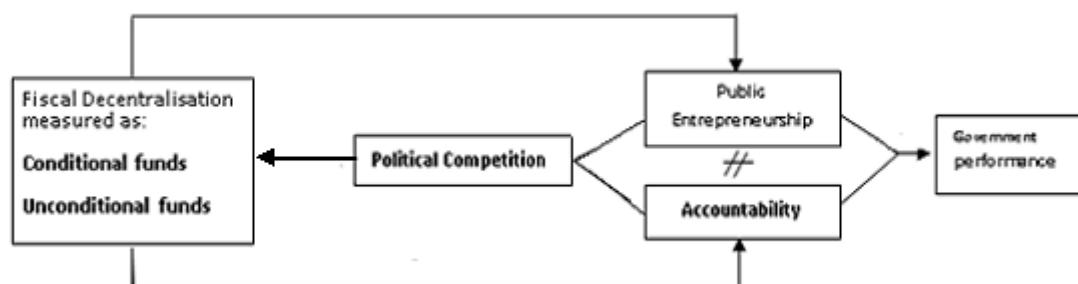 Fiscal Decentralisation
measured as:
Conditional funds
Unconditional funds
Political Competition
Public
Entrepreneurship
Accountability
Government
performance